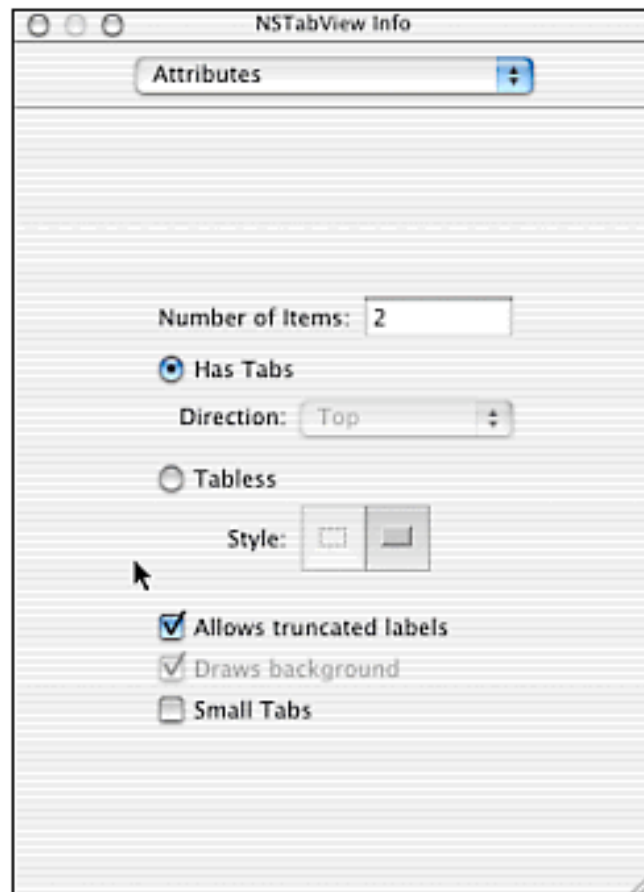 NSTabView Info
Attributes
Number of Items: 2
Has Tabs
Direction: Top
Tabless
Style:
Allows truncated labels
Draws background
Small Tabs